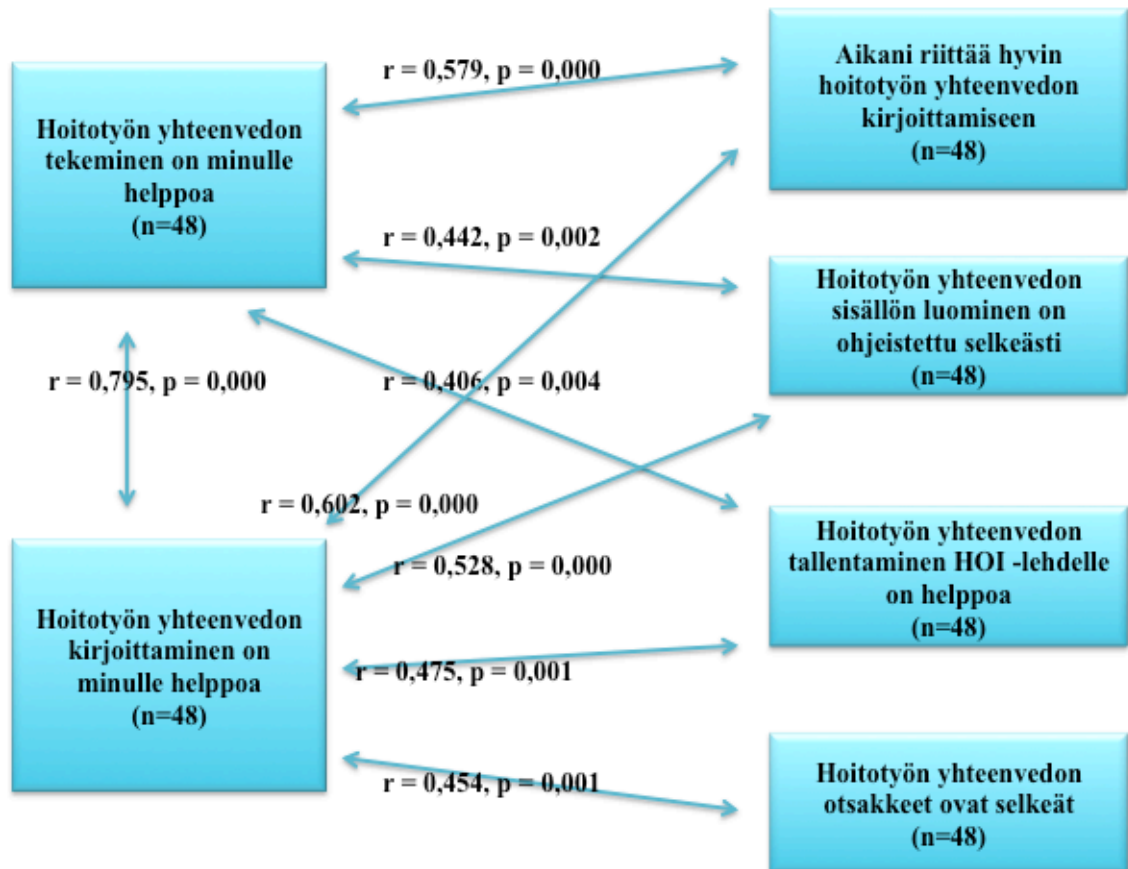 Hoitotyön yhteenvedon
tekeminen on minulle
helppoa
(n=48)
r = 0,579, p = 0,000
Aikani riittää hyvin
hoitotyön yhteenvedon
kirjoittamiseen
(n=48)
r = 0,442, p = 0,002
Hoitotyön yhteenvedon
sisällön luominen on
ohjeistettu selkeästi
(n=48)
r = 0,795, p = 0,000
r = 0,406, p = 0,004
r = 0,602, p = 0,000
r = 0,528, p = 0,000
Hoitotyön yhteenvedon
tallentaminen HOI -lehdelle
on helppoa
(n=48)
Hoitotyön yhteenvedon
kirjoittaminen on
minulle helppoa
(n=48)
r = 0,475, p = 0,001
r = 0,454, p = 0,001
Hoitotyön yhteenvedon
otsakkeet ovat selkeät
(n=48)